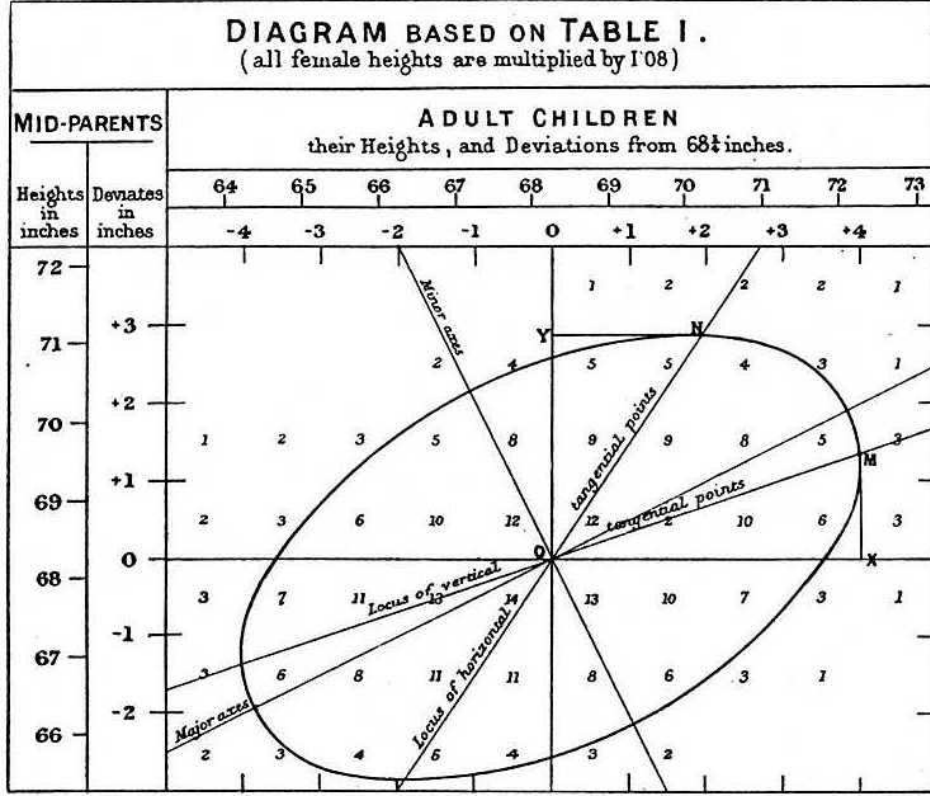 DIAGRAM BASED ON TABLE I.
(all female heights are multiplied by 1·08)
MID-PARENTS
ADULT CHILDREN
their Heights, and Deviations from 68¼ inches.
Heights in inches
Deviates in inches
64 65 66 67 68 69 70 71 72 73
-4 -3 -2 -1 0 +1 +2 +3 +4
72
1 2 2 2 1
Minor axes
+3
Y N
71
2 4 5 5 4 3 1
+2
tangential points
70
1 2 3 5 8 9 9 8 5 3
M
+1
tangential points
69
2 3 6 10 12 12 2 10 6 3
0
O X
68
Locus of vertical
3 7 11 13 14 13 10 7 3 1
-1
Locus of horizontal
67
3 6 8 11 11 8 6 3 1
-2
Major axes
66
2 3 4 5 4 3 2